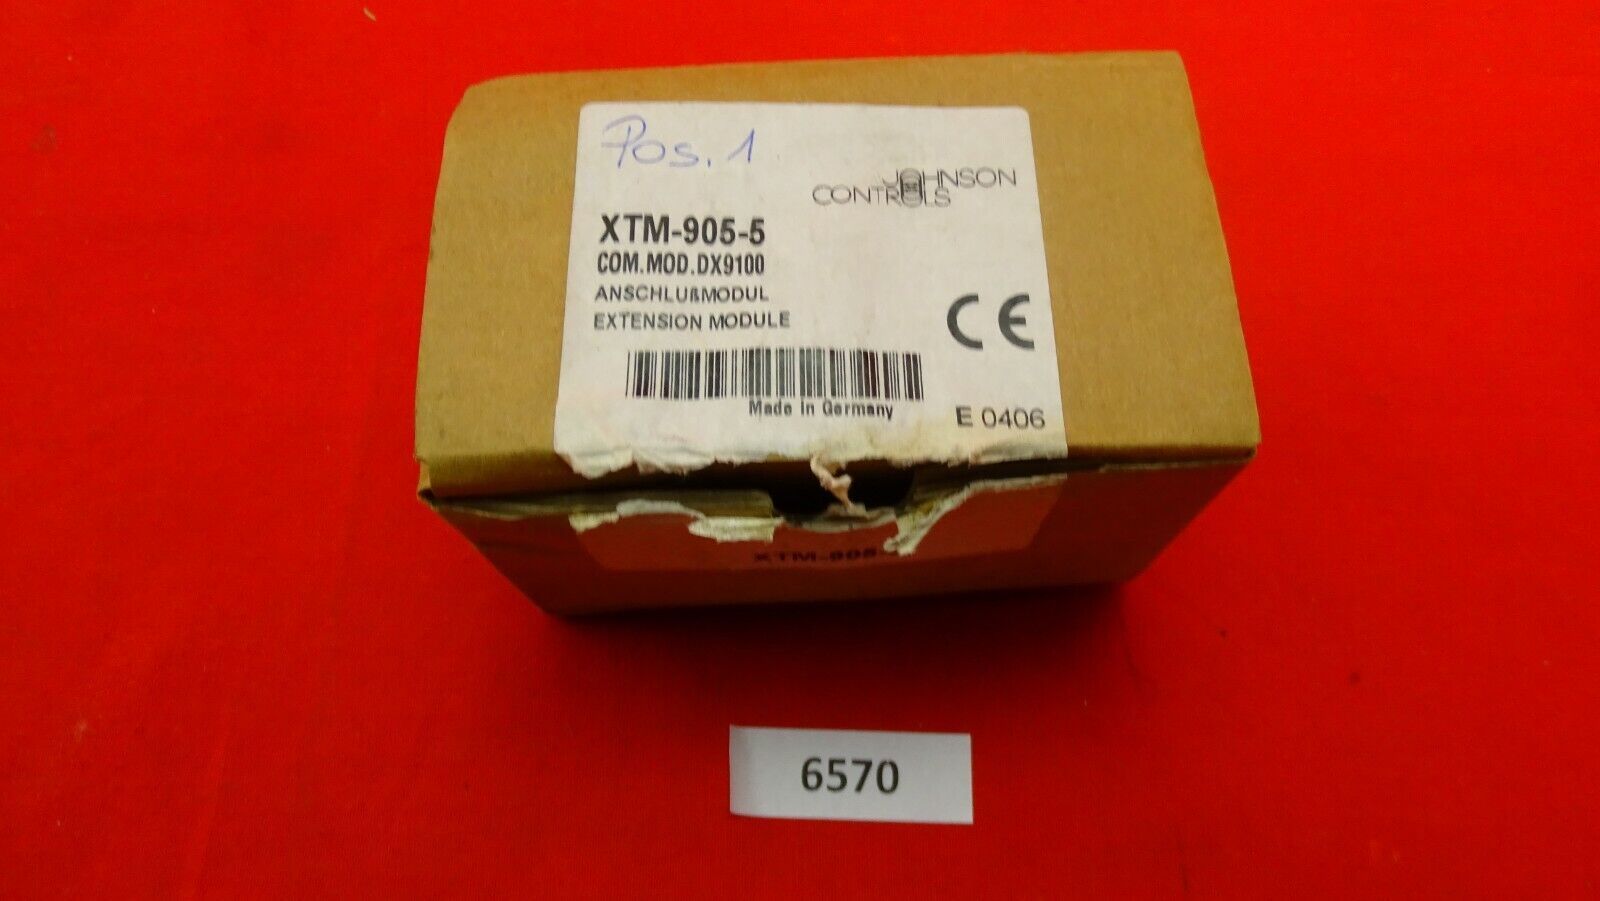 Pos. 1
JOHNSON
CONTROLS
XTM-905-5
COM.MOD.DX9100
ANSCHLUßMODUL
EXTENSION MODULE
CE
Made in Germany
E 0406
XTM-905-
6570